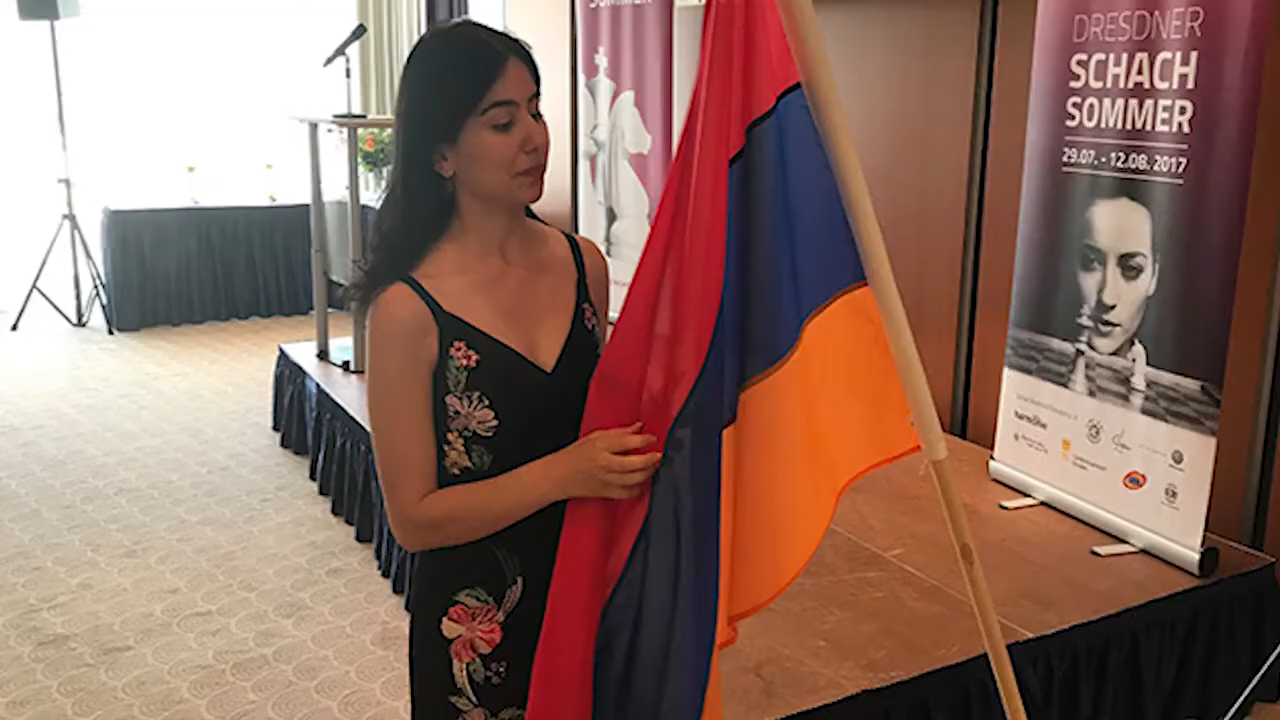 SOMMER
DRESDNER
SCHACH
SOMMER
29.07. - 12.08. 2017